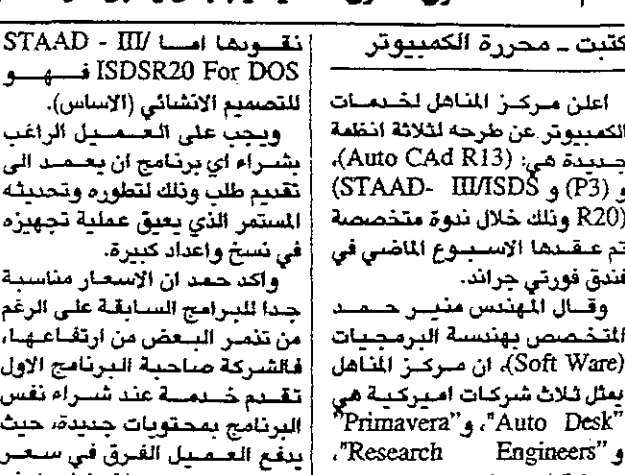 كتبت ـ محررة الكمبيوتر
اعلن مركز المناهل لخدمات
الكمبيوتر عن طرحه لثلاثة انظمة
جديدة هي: (Auto CAd R13)،
و (P3) و (STAAD- III/ISDS
R20) وذلك خلال ندوة متخصصة
تم عقدها الاسبوع الماضي في
فندق فورتي جراند.
وقال المهندس منير حمد
المتخصص بهندسة البرمجيات
(Soft Ware)، ان مركز المناهل
يمثل ثلاث شركات اميركية هي
"Auto Desk"، و"Primavera"
و "Research Engineers"،
نقودها اما STAAD - III/
ISDSR20 For DOS فهو
للتصميم الانشائي (الاساس).
ويجب على العميل الراغب
بشراء اي برنامج ان يعمد الى
تقديم طلب وذلك لتطوره وتحديثه
المستمر الذي يعيق عملية تجهيزه
في نسخ واعداد كبيرة.
واكد حمد ان الاسعار مناسبة
جدا للبرامج السابقة على الرغم
من تذمر البعض من ارتفاعها،
فالشركة صاحبة البرنامج الاول
تقدم خدمة عند شراء نفس
البرنامج بمحتويات جديدة، حيث
يدفع العميل الفرق في سعر